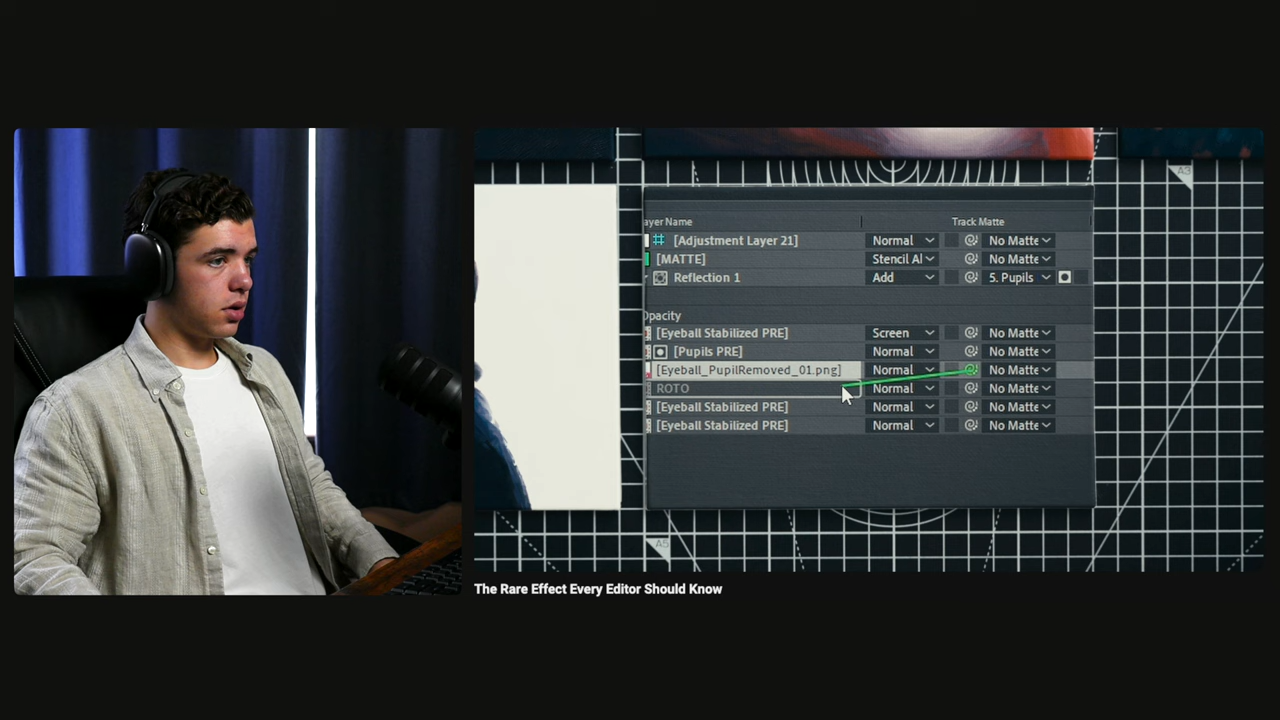 A3
ayer Name Track Matte
[Adjustment Layer 21] Normal No Matte
[MATTE] Stencil Al No Matte
Reflection 1 Add 5. Pupils
Opacity
[Eyeball Stabilized PRE] Screen No Matte
[Pupils PRE] Normal No Matte
[Eyeball_PupilRemoved_01.png] Normal No Matte
ROTO Normal No Matte
[Eyeball Stabilized PRE] Normal No Matte
[Eyeball Stabilized PRE] Normal No Matte
A5
The Rare Effect Every Editor Should Know